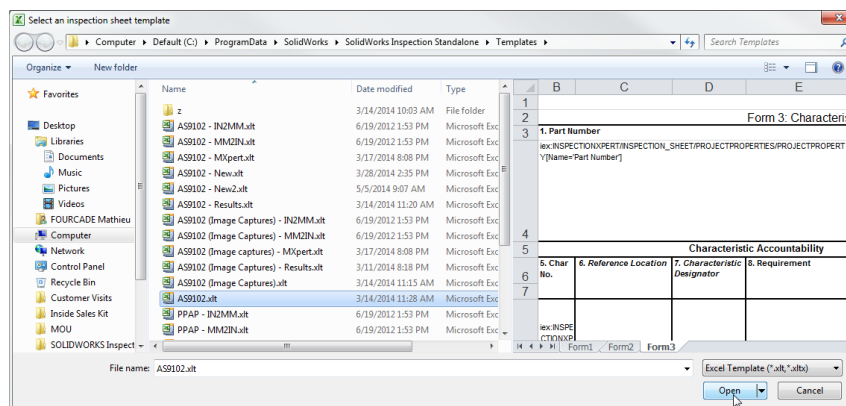 Select an inspection sheet template
Computer Default (C:) ProgramData SolidWorks SolidWorks Inspection Standalone Templates
Search Templates
Organize New folder
Favorites
Desktop
Libraries
Documents
Music
Pictures
Videos
FOURCADE Mathieu
Computer
Network
Control Panel
Recycle Bin
Customer Visits
Inside Sales Kit
MOU
SOLIDWORKS Inspect
Name Date modified Type
z 3/14/2014 10:03 AM File folder
AS9102 - IN2MM.xlt 6/19/2012 1:53 PM Microsoft Exc
AS9102 - MM2IN.xlt 6/19/2012 1:53 PM Microsoft Exc
AS9102 - MXpert.xlt 3/17/2014 8:08 PM Microsoft Exc
AS9102 - New.xlt 3/28/2014 2:35 PM Microsoft Exc
AS9102 - New2.xlt 5/5/2014 9:07 AM Microsoft Exc
AS9102 - Results.xlt 3/14/2014 11:20 AM Microsoft Exc
AS9102 (Image Captures) - IN2MM.xlt 6/19/2012 1:53 PM Microsoft Exc
AS9102 (Image Captures) - MM2IN.xlt 6/19/2012 1:53 PM Microsoft Exc
AS9102 (Image captures) - MXpert.xlt 3/17/2014 8:08 PM Microsoft Exc
AS9102 (Image Captures) - Results.xlt 3/11/2014 8:18 PM Microsoft Exc
AS9102 (Image Captures).xlt 3/14/2014 11:15 AM Microsoft Exc
AS9102.xlt 3/14/2014 11:28 AM Microsoft Exc
PPAP - IN2MM.xlt 6/19/2012 1:53 PM Microsoft Exc
PPAP - MM2IN.xlt 6/19/2012 1:53 PM Microsoft Exc
B C D E
1
2 Form 3: Characteris
3 1. Part Number
iex:INSPECTIONXPERT/INSPECTION_SHEET/PROJECTPROPERTIES/PROJECTPROPERT
Y[Name='Part Number']
4
5 Characteristic Accountability
5. Char 6. Reference Location 7. Characteristic 8. Requirement
6 No. Designator
7
iex:INSPE
CTIONXP
Form1 Form2 Form3
File name: AS9102.xlt Excel Template (*.xlt,*.xltx)
Open Cancel